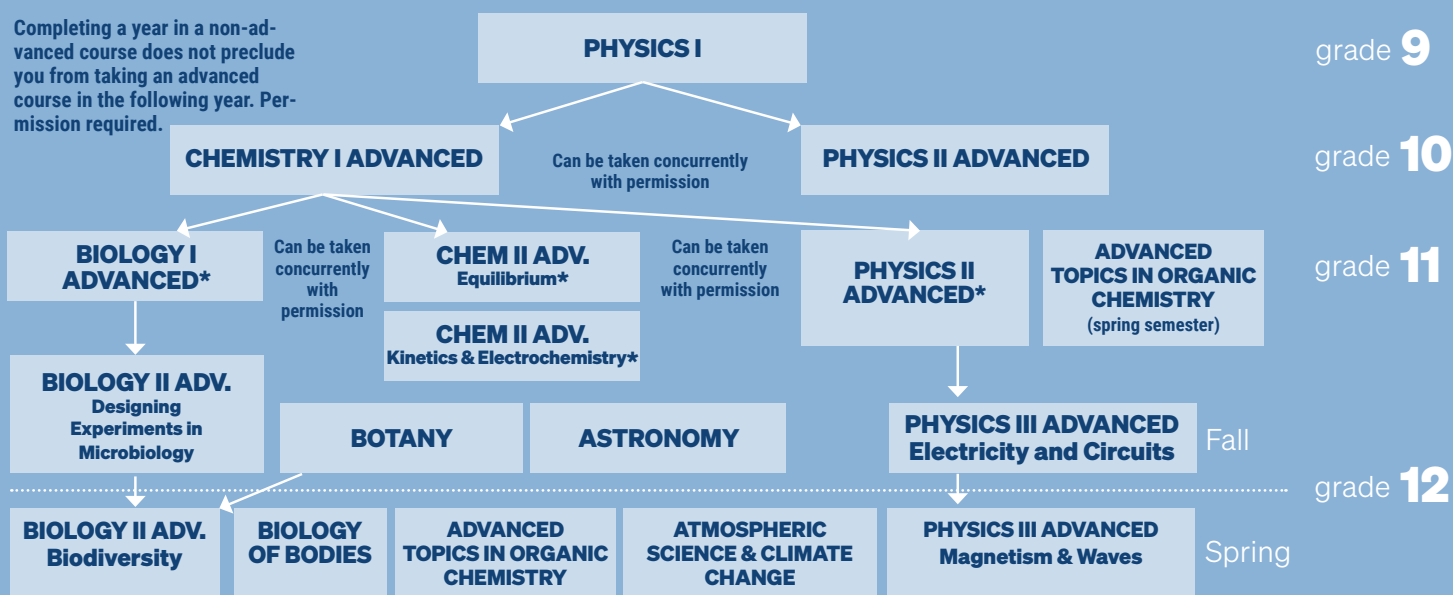 Completing a year in a non-ad-
vanced course does not preclude
you from taking an advanced
course in the following year. Per-
mission required.
PHYSICS I
grade 9
CHEMISTRY I ADVANCED
Can be taken concurrently
with permission
PHYSICS II ADVANCED
grade 10
BIOLOGY I
ADVANCED*
Can be taken
concurrently
with
permission
CHEM II ADV.
Equilibrium*
CHEM II ADV.
Kinetics & Electrochemistry*
Can be taken
concurrently
with permission
PHYSICS II
ADVANCED*
ADVANCED
TOPICS IN ORGANIC
CHEMISTRY
(spring semester)
grade 11
BIOLOGY II ADV.
Designing
Experiments in
Microbiology
BOTANY
ASTRONOMY
PHYSICS III ADVANCED
Electricity and Circuits
Fall
grade 12
BIOLOGY II ADV.
Biodiversity
BIOLOGY
OF BODIES
ADVANCED
TOPICS IN ORGANIC
CHEMISTRY
ATMOSPHERIC
SCIENCE & CLIMATE
CHANGE
PHYSICS III ADVANCED
Magnetism & Waves
Spring